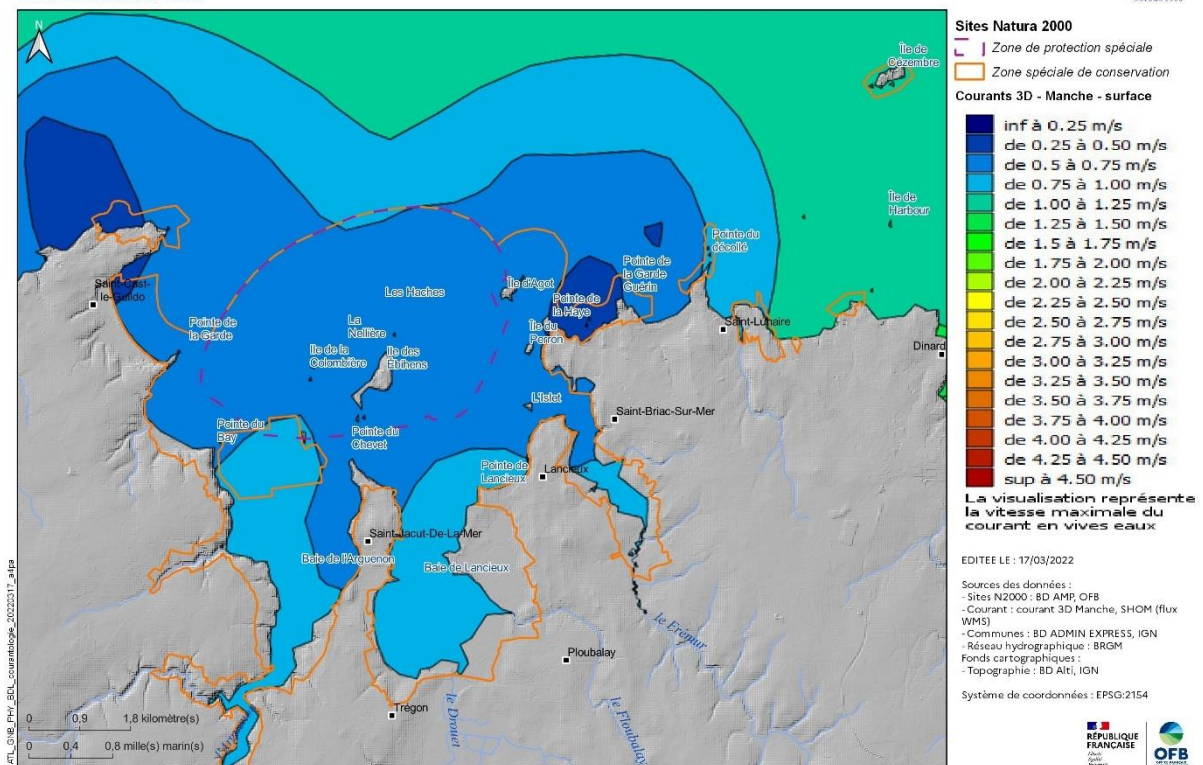 N
Île de
Cézembre
Île de
Harbour
Pointe du
décollé
Saint-Cast-
le-Guildo
Les Haches
Île d'Agot
Pointe de
la Garde
Guérin
Pointe de
la Haye
Pointe de
la Garde
La
Nellière
Île du
Perron
Saint-Lunaire
Dinard
Ile de la
Colombière
Ile des
Ébihens
L'Islet
Saint-Briac-Sur-Mer
Pointe du
Bay
Pointe du
Chevet
Pointe de
Lancieux
Lancieux
Saint-Jacut-De-La-Mer
Baie de l'Arguenon
Baie de Lancieux
le Frémur
Ploubalay
Trégon
le Drouet
le Floubalay
0 0,9 1,8 kilomètre(s)
0 0,4 0,8 mille(s) marin(s)
ATL_GNB_PHY_BDL_courantologie_20220317_a4pa
Sites Natura 2000
Zone de protection spéciale
Zone spéciale de conservation
Courants 3D - Manche - surface
inf à 0.25 m/s
de 0.25 à 0.50 m/s
de 0.5 à 0.75 m/s
de 0.75 à 1.00 m/s
de 1.00 à 1.25 m/s
de 1.25 à 1.50 m/s
de 1.5 à 1.75 m/s
de 1.75 à 2.00 m/s
de 2.00 à 2.25 m/s
de 2.25 à 2.50 m/s
de 2.50 à 2.75 m/s
de 2.75 à 3.00 m/s
de 3.00 à 3.25 m/s
de 3.25 à 3.50 m/s
de 3.50 à 3.75 m/s
de 3.75 à 4.00 m/s
de 4.00 à 4.25 m/s
de 4.25 à 4.50 m/s
sup à 4.50 m/s
La visualisation représente
la vitesse maximale du
courant en vives eaux
EDITEE LE : 17/03/2022
Sources des données :
- Sites N2000 : BD AMP, OFB
- Courant : courant 3D Manche, SHOM (flux
WMS)
- Communes : BD ADMIN EXPRESS, IGN
- Réseau hydrographique : BRGM
Fonds cartographiques :
- Topographie : BD Alti, IGN
Système de coordonnées : EPSG:2154
RÉPUBLIQUE
FRANÇAISE
Liberté
Égalité
OFB